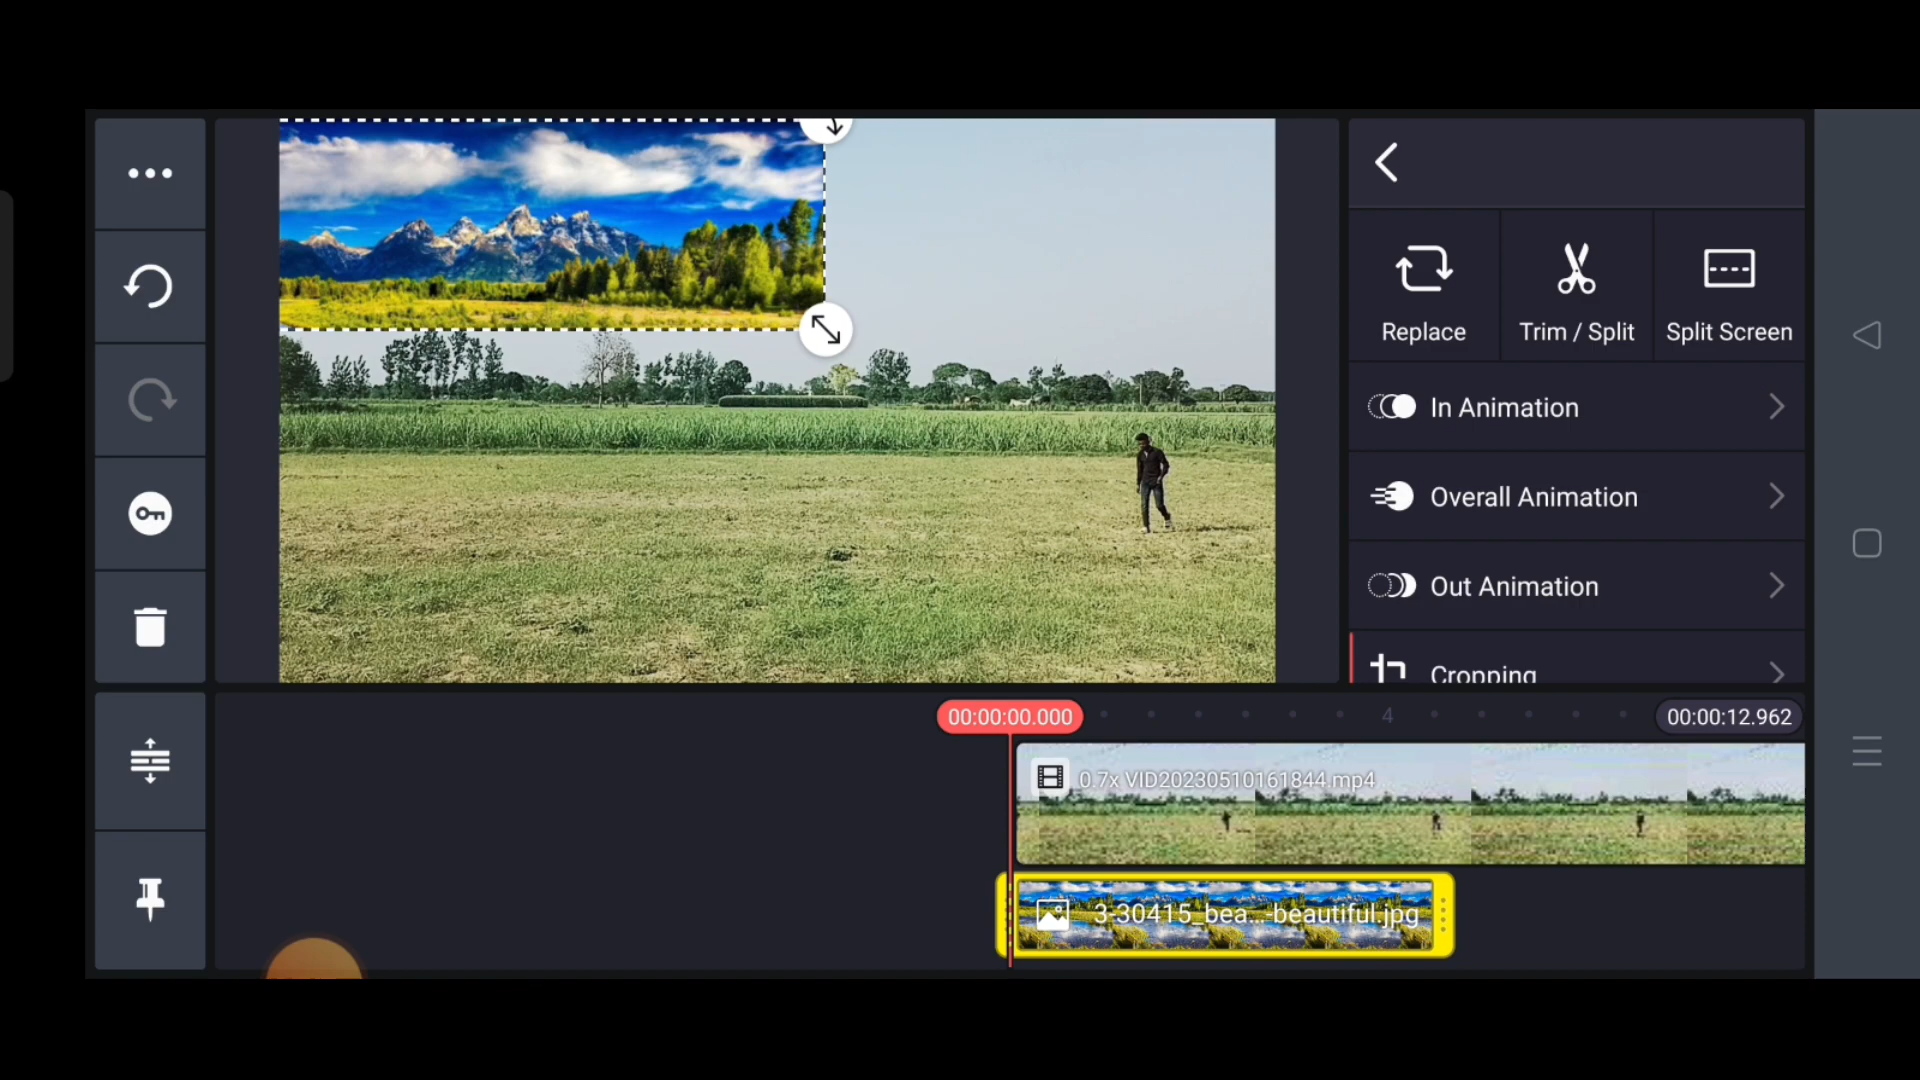 Replace
Trim / Split
Split Screen
In Animation
Overall Animation
Out Animation
Cropping
00:00:00.000
4
00:00:12.962
0.7x VID20230510161844.mp4
3-30415_bea...-beautiful.jpg